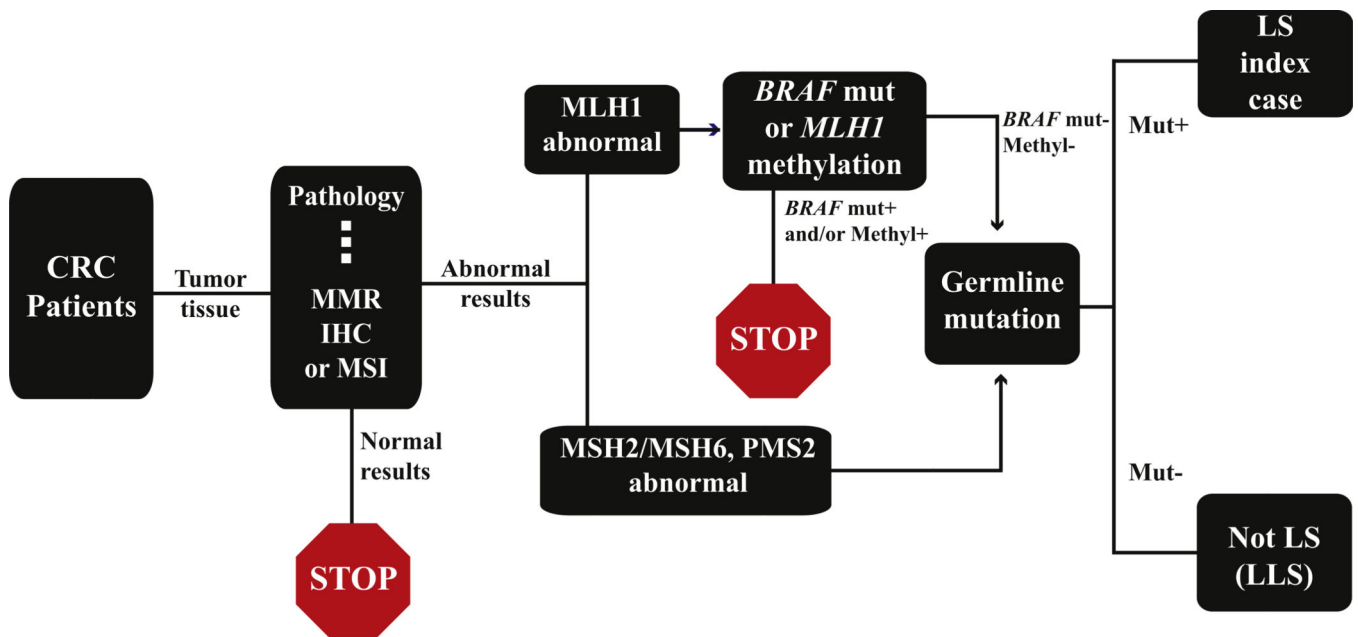 CRC
Patients
Tumor
tissue
Pathology
MMR
IHC
or MSI
Normal
results
STOP
Abnormal
results
MLH1
abnormal
BRAF mut
or MLH1
methylation
BRAF mut+
and/or Methyl+
STOP
MSH2/MSH6, PMS2
abnormal
BRAF mut-
Methyl-
Germline
mutation
Mut+
LS
index
case
Mut-
Not LS
(LLS)